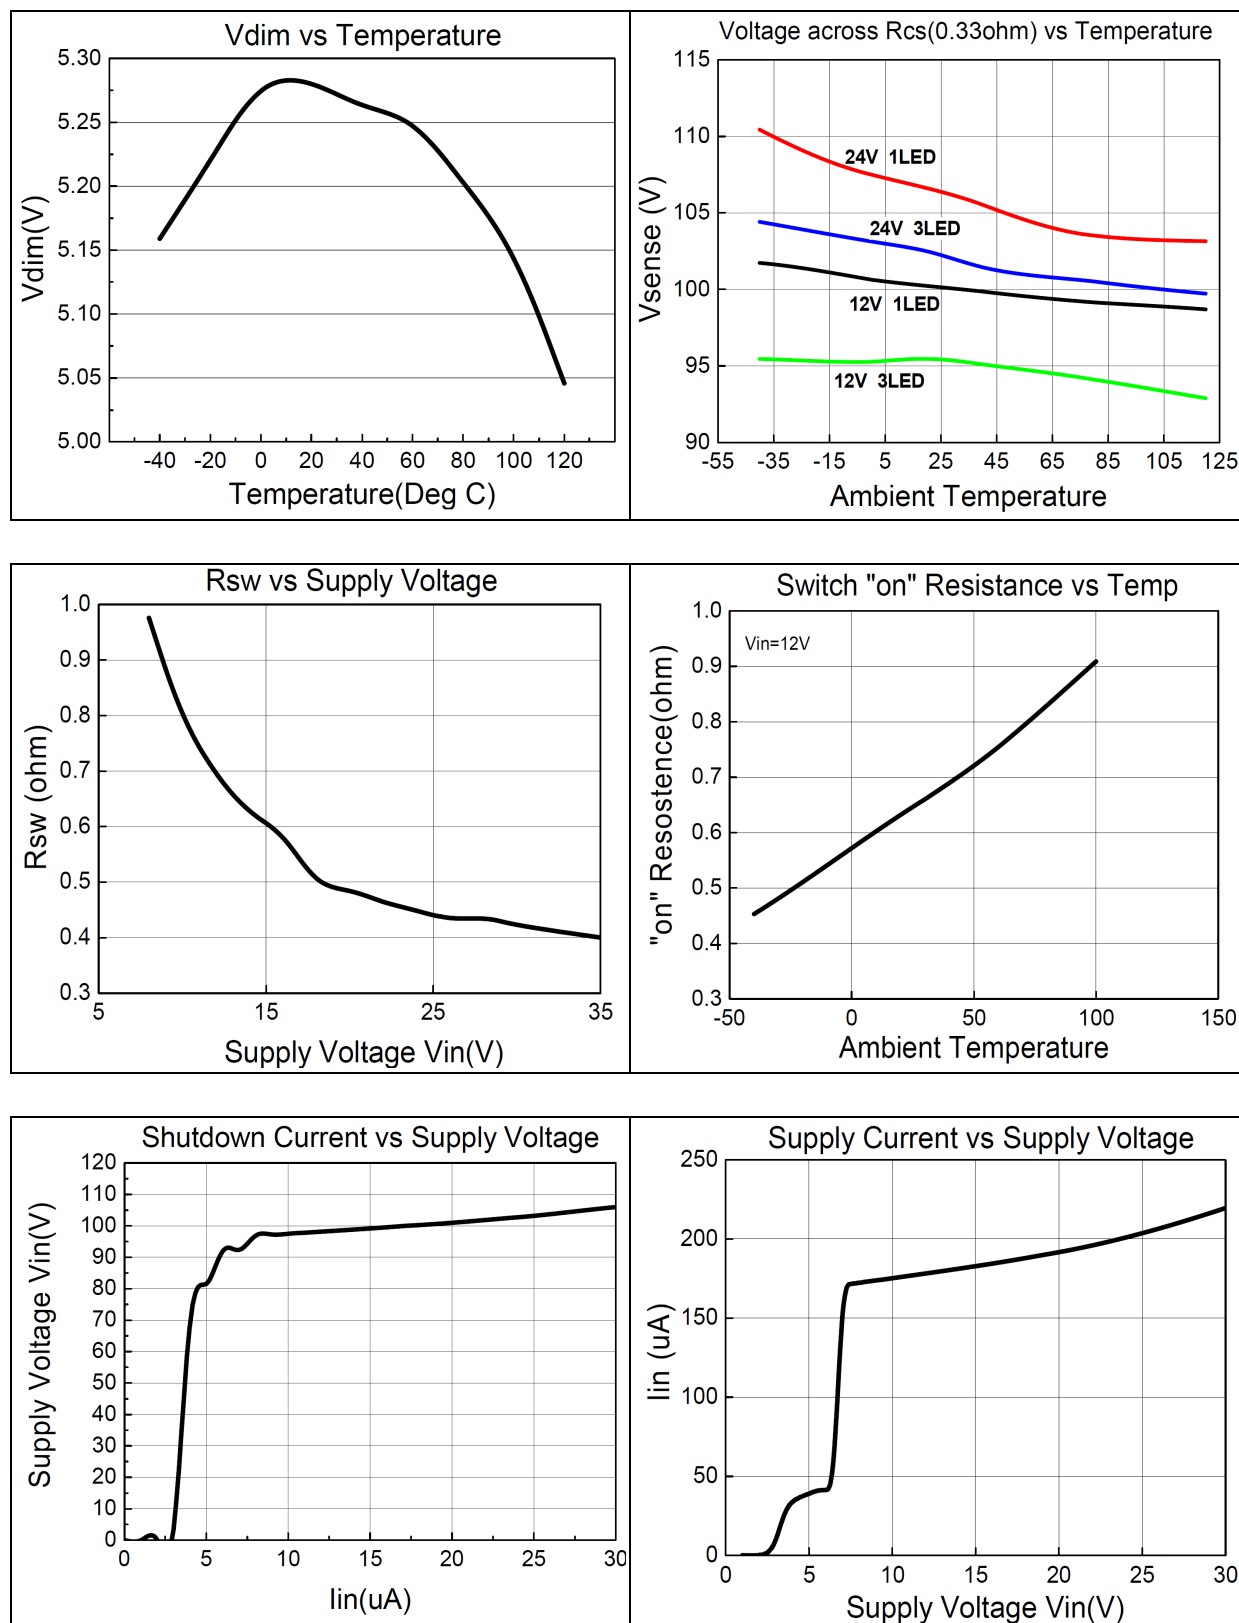 Vdim vs Temperature
5.30
5.25
5.20
5.15
5.10
5.05
5.00
Vdim(V)
-40 -20 0 20 40 60 80 100 120
Temperature(Deg C)
Voltage across Rcs(0.33ohm) vs Temperature
115
110
105
100
95
90
Vsense (V)
24V 1LED
24V 3LED
12V 1LED
12V 3LED
-55 -35 -15 5 25 45 65 85 105 125
Ambient Temperature
Rsw vs Supply Voltage
1.0
0.9
0.8
0.7
0.6
0.5
0.4
0.3
Rsw (ohm)
5 15 25 35
Supply Voltage Vin(V)
Switch "on" Resistance vs Temp
Vin=12V
1.0
0.9
0.8
0.7
0.6
0.5
0.4
0.3
"on" Resostence(ohm)
-50 0 50 100 150
Ambient Temperature
Shutdown Current vs Supply Voltage
120
110
100
90
80
70
60
50
40
30
20
10
0
Supply Voltage Vin(V)
0 5 10 15 20 25 30
Iin(uA)
Supply Current vs Supply Voltage
250
200
150
100
50
0
Iin (uA)
0 5 10 15 20 25 30
Supply Voltage Vin(V)